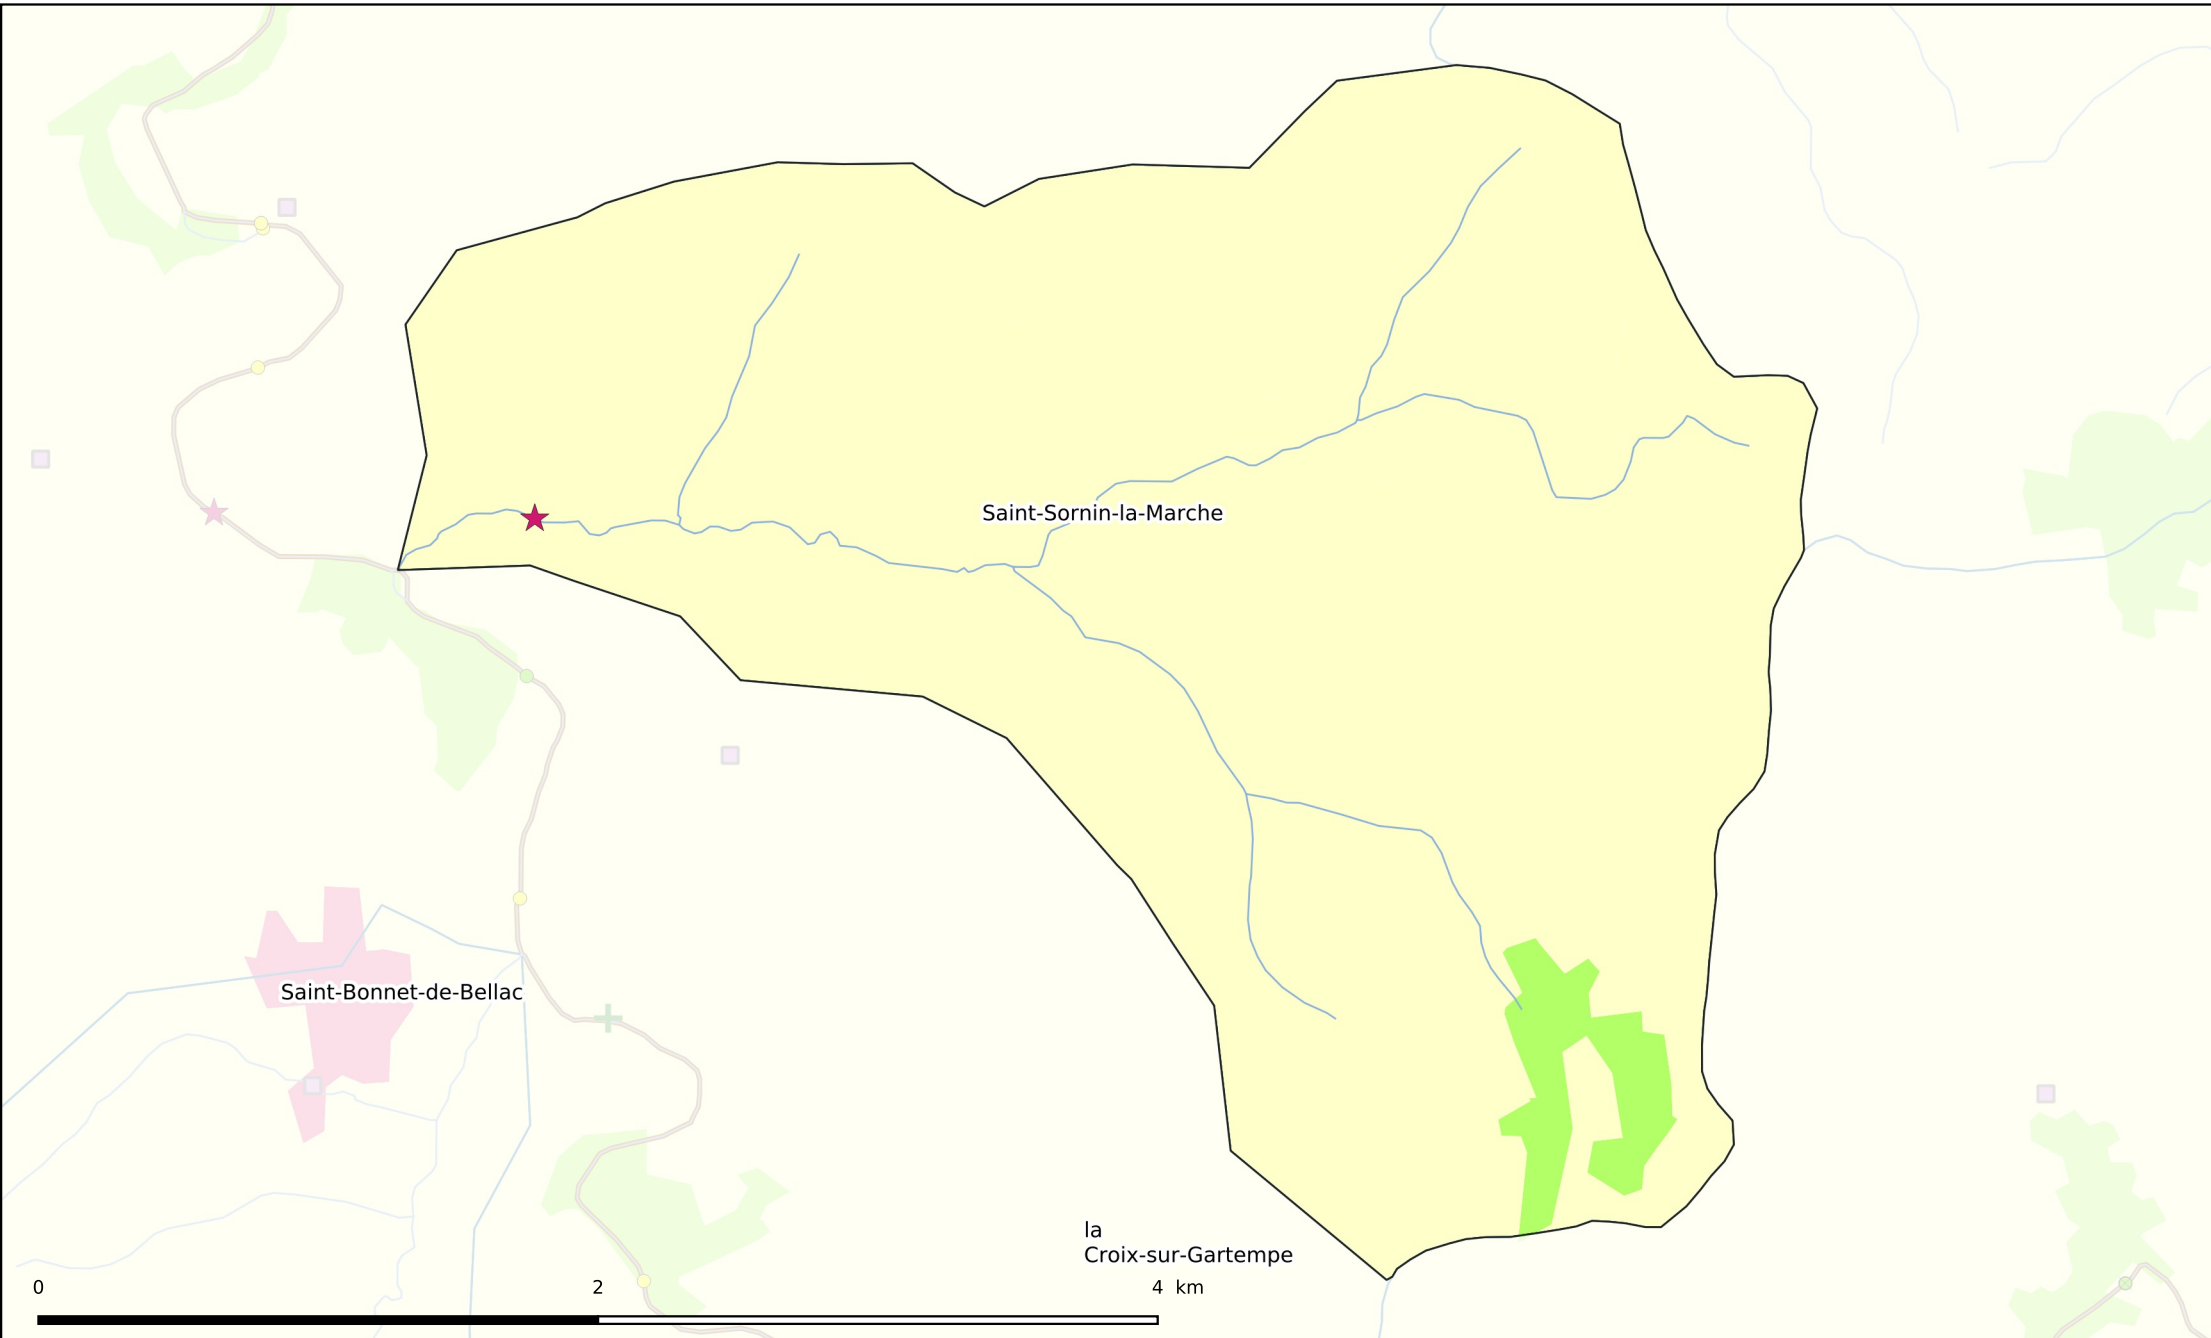 Saint-Sornin-la-Marche
Saint-Bonnet-de-Bellac
la
Croix-sur-Gartempe
0 2 4 km